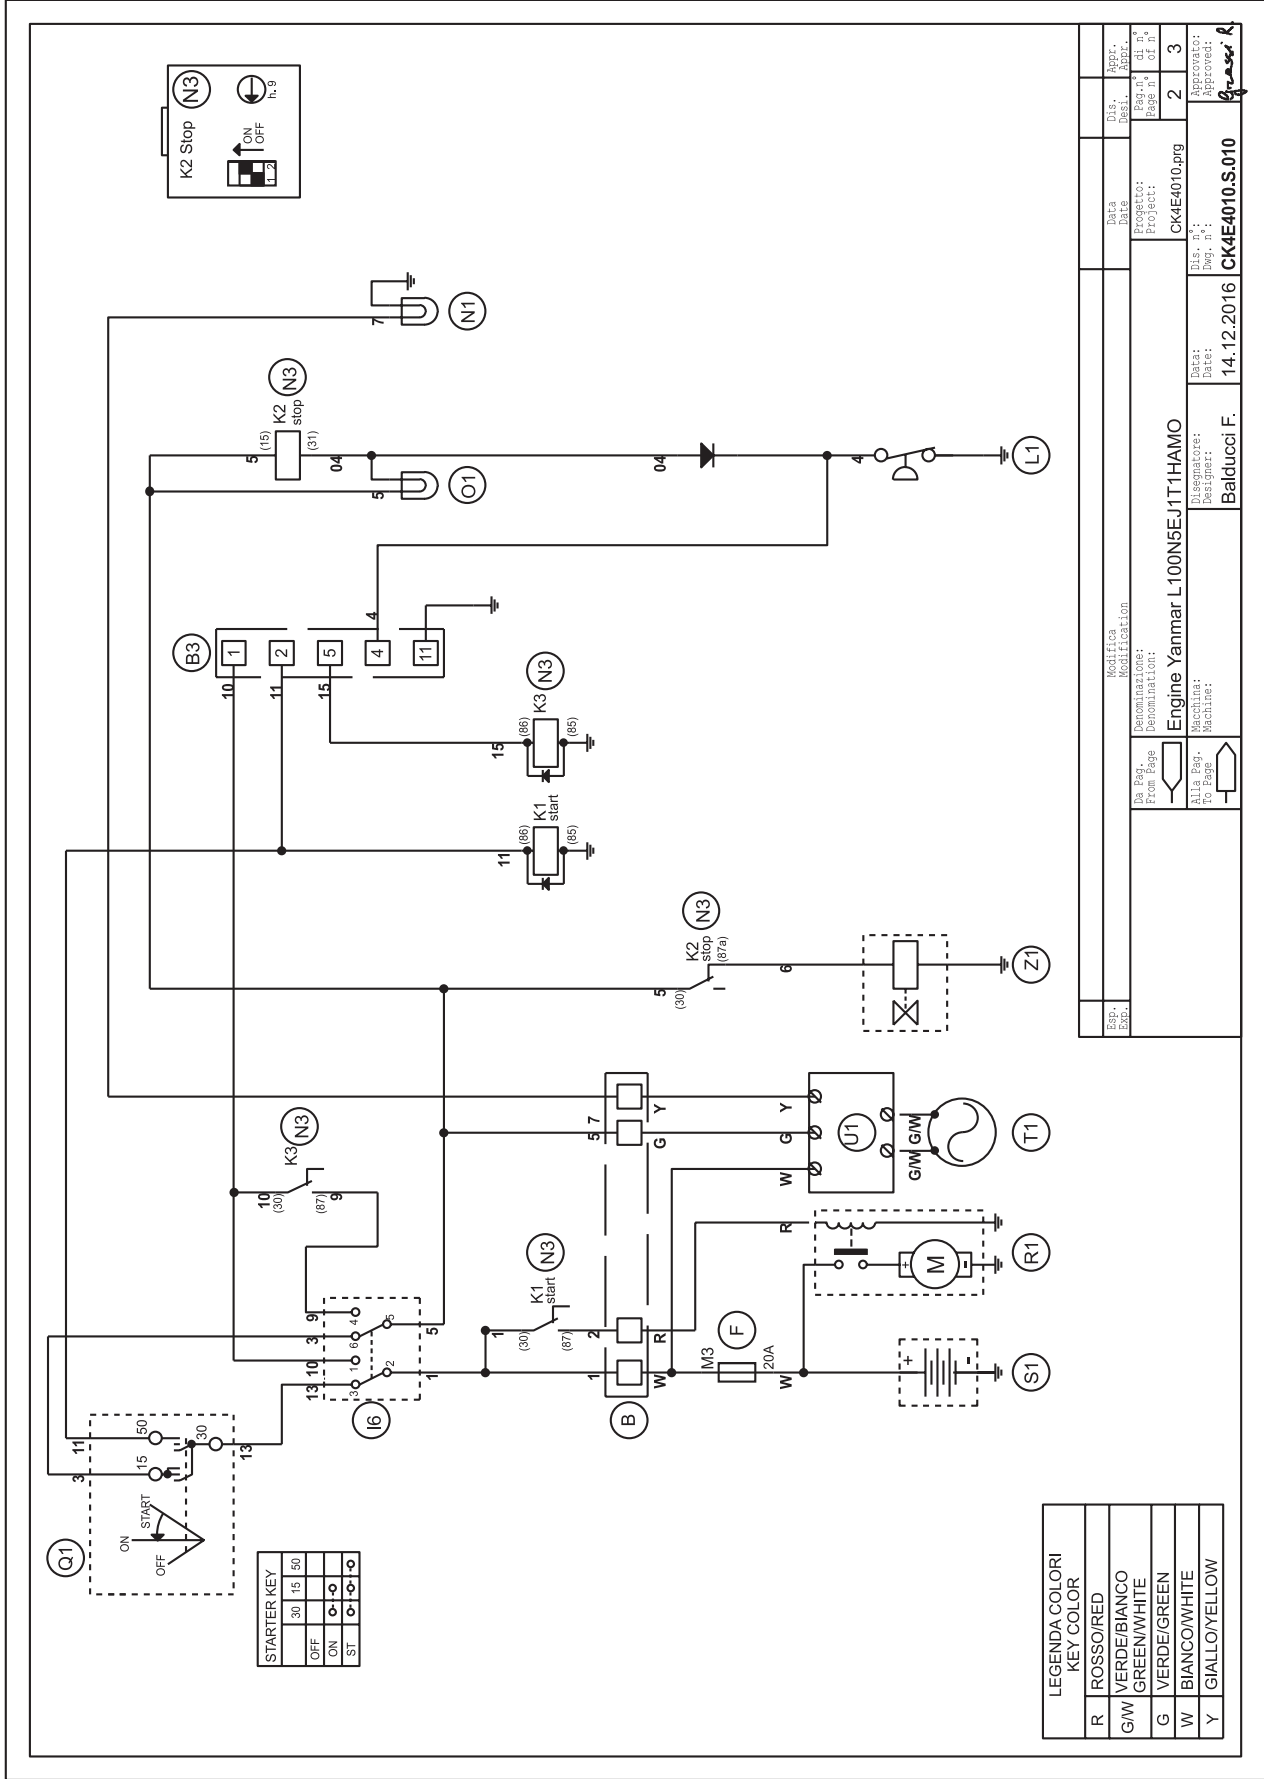 Q1
OFF
ON
START
15
50
30
3
11
13
STARTER KEY
30 15 50
OFF
ON
ST
I6
13
10
3
9
3
1
6
4
2
5
1
5
K3
N3
10
(30)
(87)
9
K1
start
N3
1
(30)
(87)
2
B
1
5
7
W
R
G
Y
M3
F
20A
W
R
W
G
Y
U1
G/W
G/W
S1
+
-
R1
M
+
-
T1
K2
stop
N3
5
(30)
(87a)
6
Z1
B3
1
2
5
4
11
10
11
15
4
K1
start
(86)
(85)
11
K3
N3
(86)
(85)
15
K2
stop
N3
5
(15)
(31)
04
5
O1
04
4
L1
7
N1
K2 Stop
N3
ON
OFF
1 2
h. 9
LEGENDA COLORI
KEY COLOR
R ROSSO/RED
G/W VERDE/BIANCO
GREEN/WHITE
G VERDE/GREEN
W BIANCO/WHITE
Y GIALLO/YELLOW
Esp.
Exp.
Modifica
Modification
Data
Date
Dis.
Desi.
Appr.
Appr.
Da Pag.
From Page
Denominazione:
Denomination:
Engine Yanmar L100N5EJ1T1HAMO
Progetto:
Project:
CK4E4010.prg
Pag.n°
Page n°
2
di n°
of n°
3
Alla Pag.
To Page
Macchina:
Machine:
Disegnatore:
Designer:
Balducci F.
Data:
Date:
14.12.2016
Dis. n°:
Dwg. n°:
CK4E4010.S.010
Approvato:
Approved:
Grassi R.